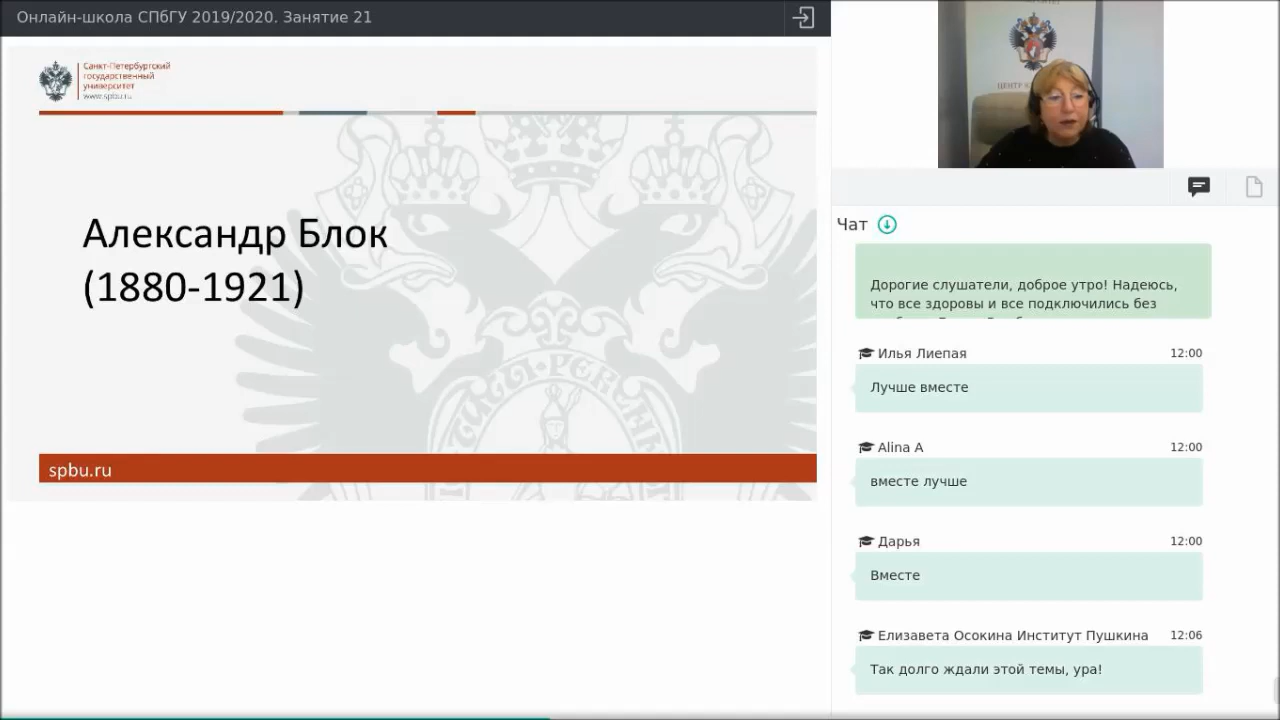 Онлайн-школа СПбГУ 2019/2020. Занятие 21
Санкт-Петербургский
государственный
университет
www.spbu.ru
Александр Блок
(1880-1921)
spbu.ru
Чат
Дорогие слушатели, доброе утро! Надеюсь,
что все здоровы и все подключились без
Илья Лиепая 12:00
Лучше вместе
Alina A 12:00
вместе лучше
Дарья 12:00
Вместе
Елизавета Осокина Институт Пушкина 12:06
Так долго ждали этой темы, ура!